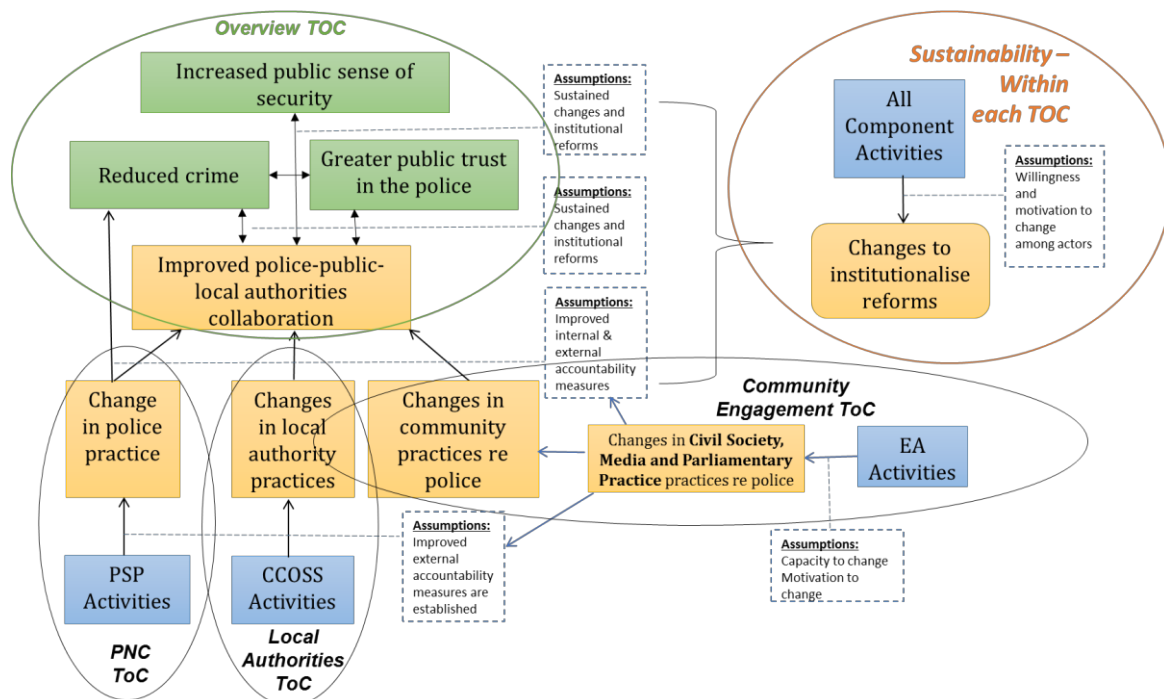 Overview TOC
Increased public sense of
security
Reduced crime
Greater public trust
in the police
Improved police-public-
local authorities
collaboration
Assumptions:
Sustained
changes and
institutional
reforms
Assumptions:
Sustained
changes and
institutional
reforms
Assumptions:
Improved
internal &
external
accountability
measures
Sustainability –
Within
each TOC
All
Component
Activities
Assumptions:
Willingness
and
motivation to
change
among actors
Changes to
institutionalise
reforms
Change
in police
practice
Changes
in local
authority
practices
Changes in
community
practices re
police
Community
Engagement ToC
Changes in Civil Society,
Media and Parliamentary
Practice practices re police
EA
Activities
Assumptions:
Improved
external
accountability
measures are
established
Assumptions:
Capacity to change
Motivation to
change
PSP
Activities
CCOSS
Activities
PNC
ToC
Local
Authorities
ToC